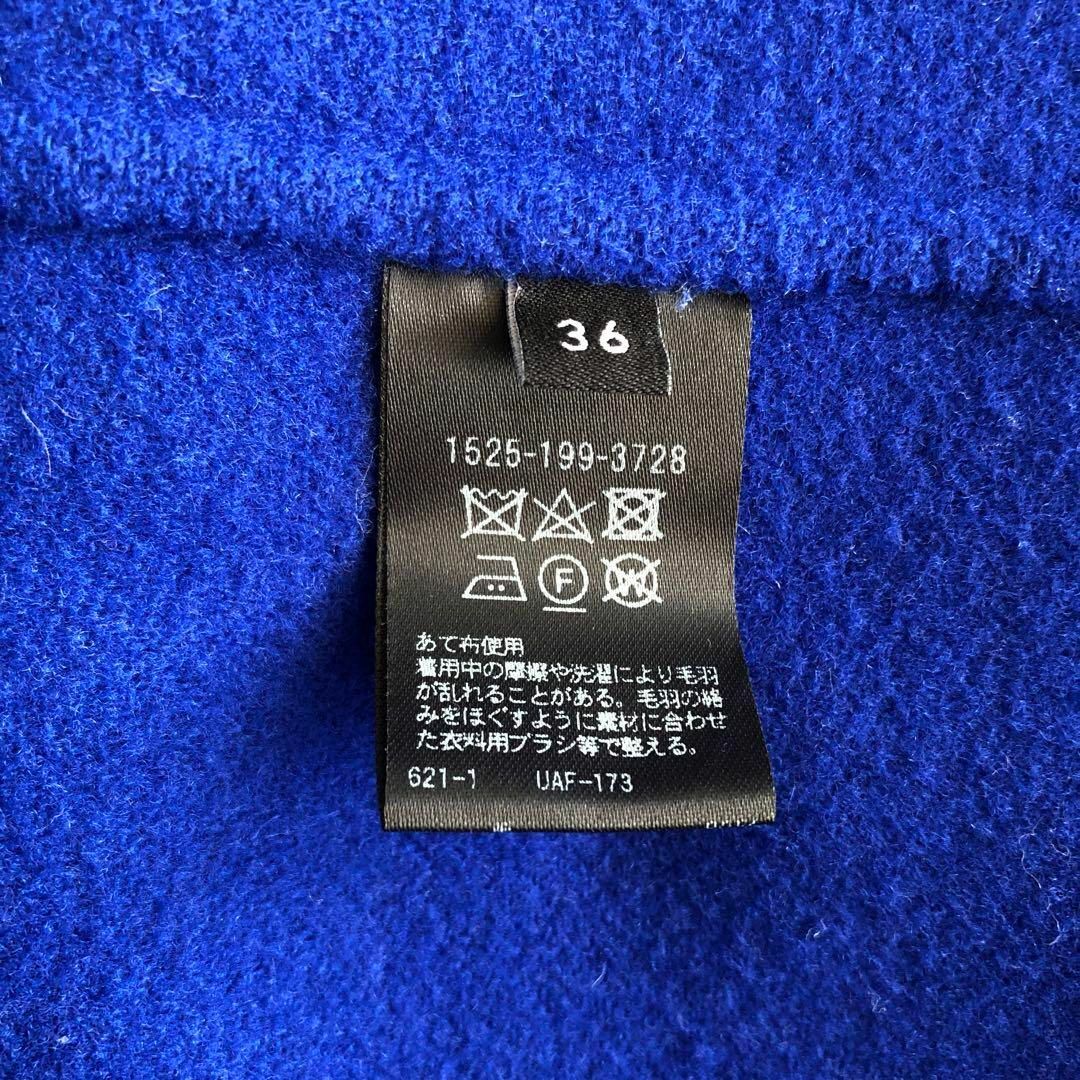 36
1525-199-3728
F
W
あて布使用
着用中の摩擦や洗濯により毛羽
が乱れることがある。毛羽の絡
みをほぐすように素材に合わせ
た衣料用ブラシ等で整える。
621-1 UAF-173